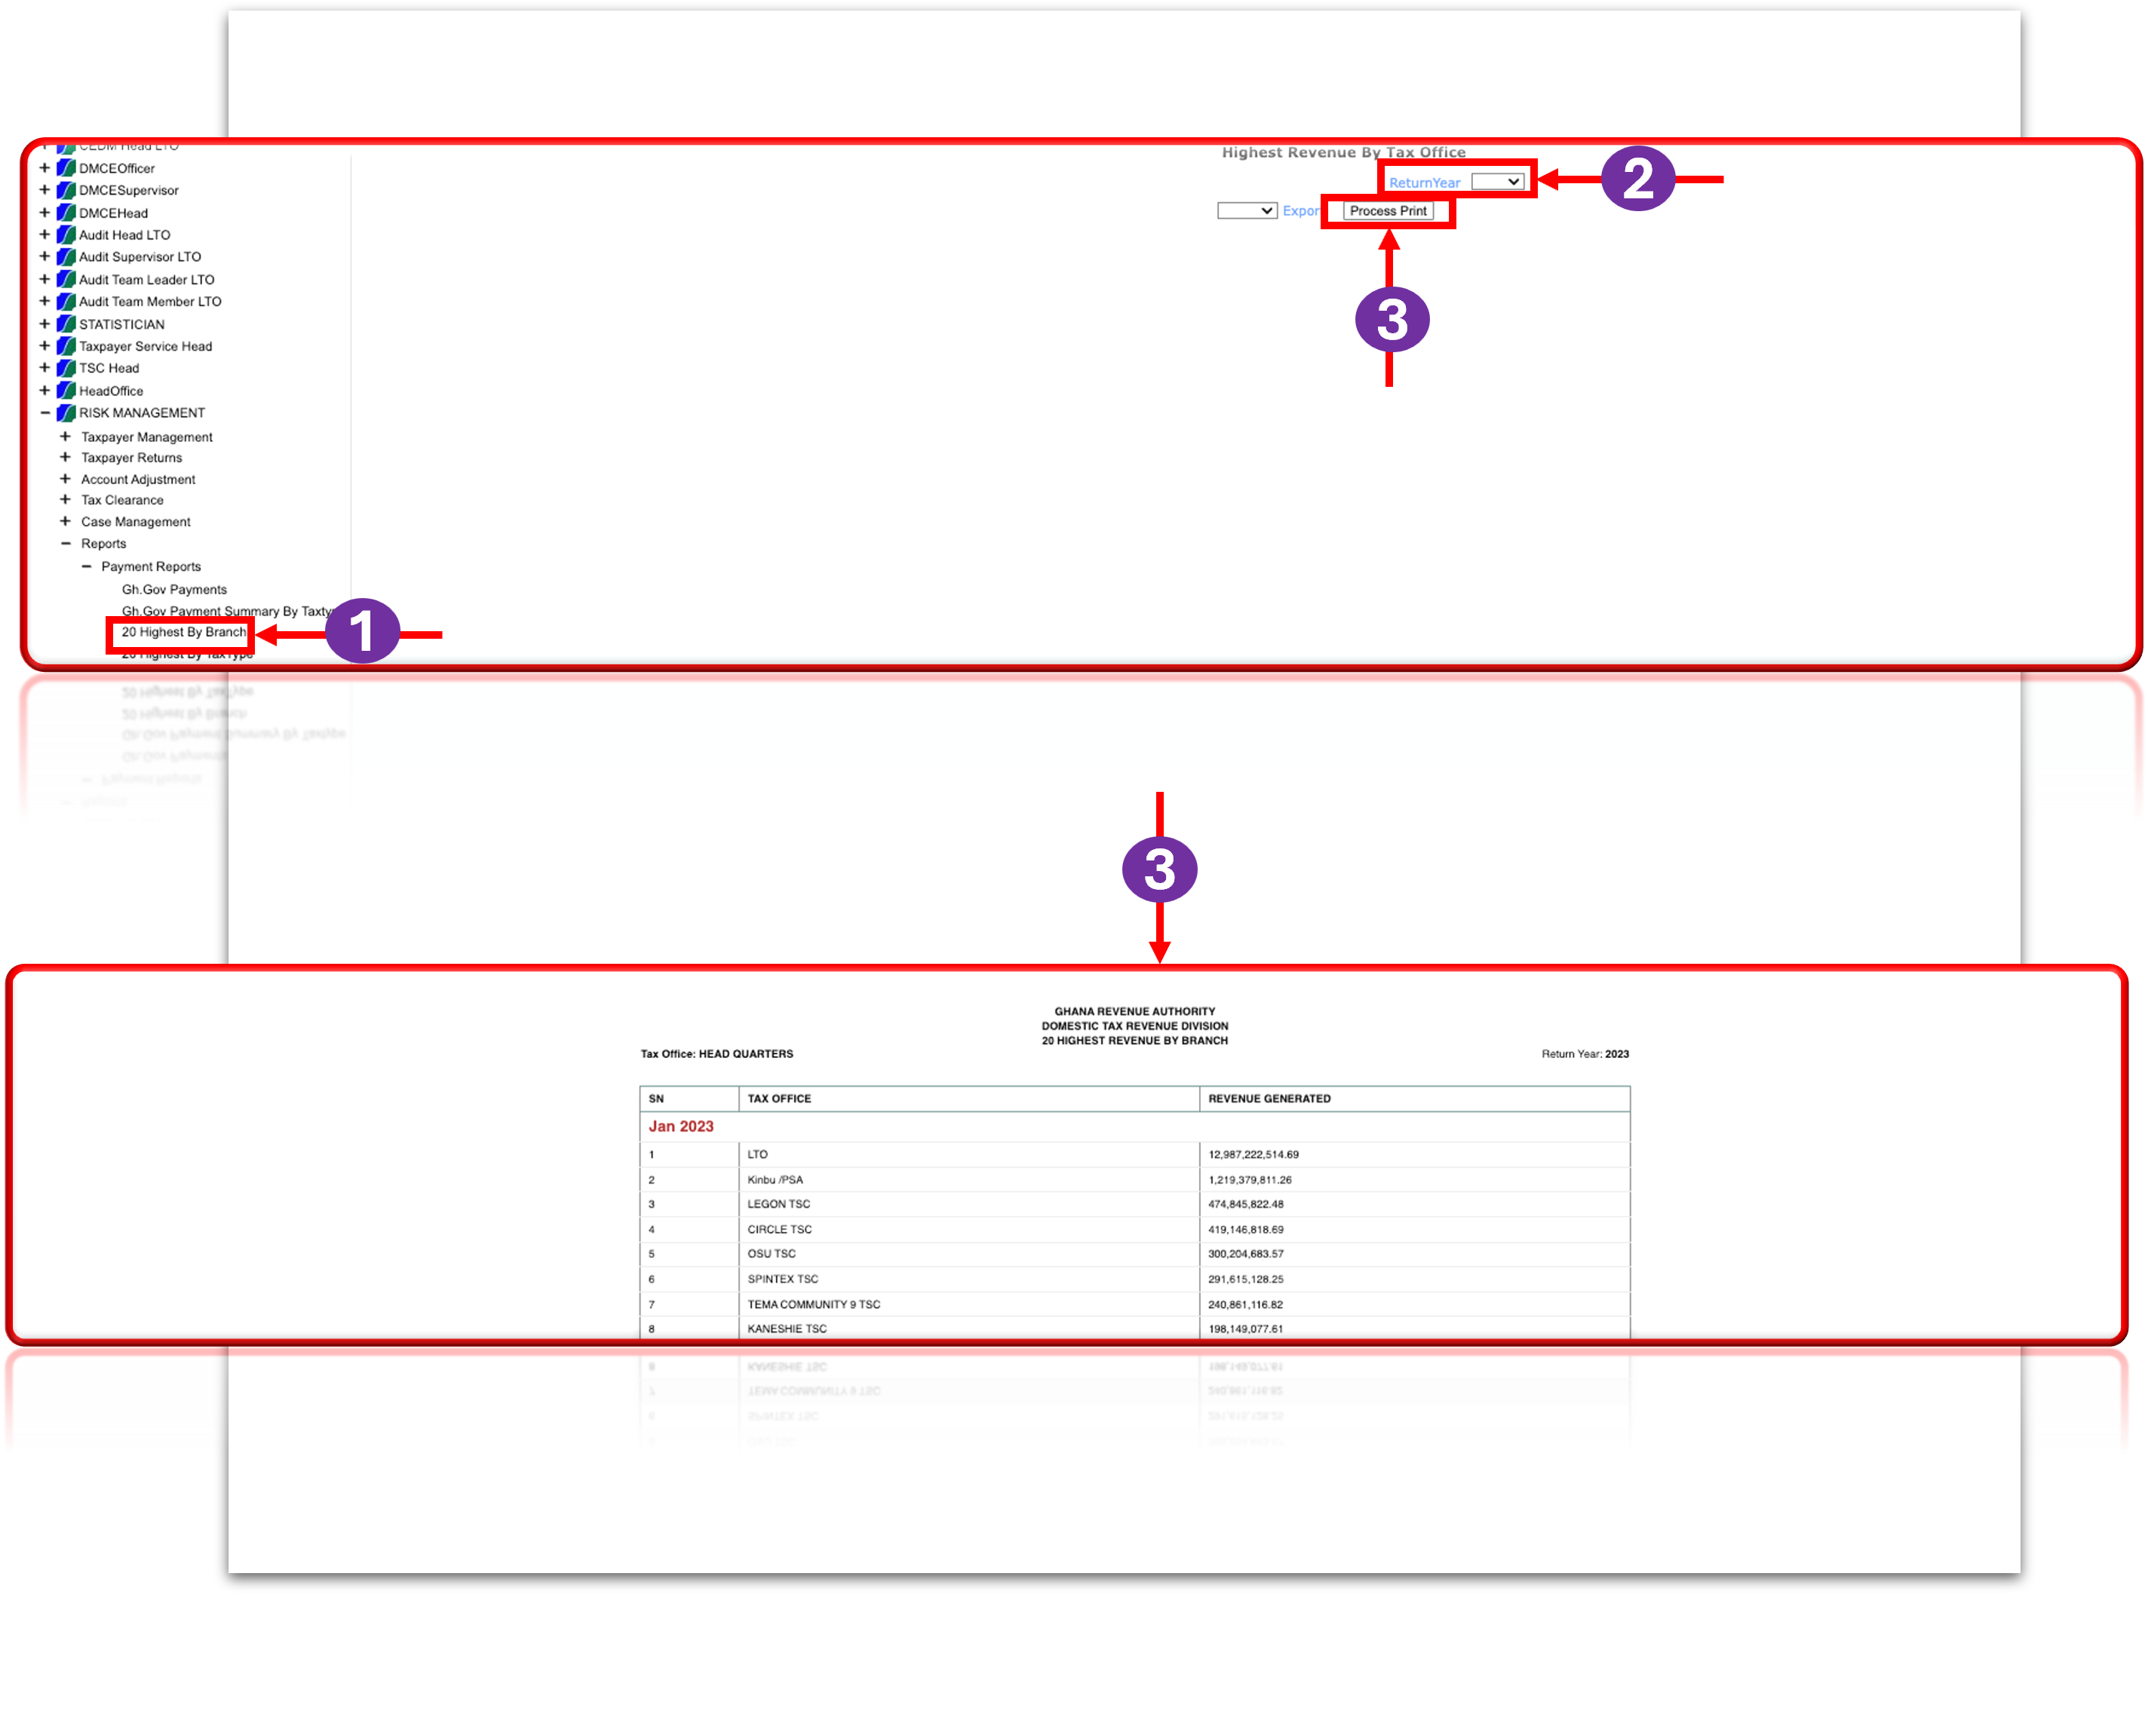 CEDM Head LTO
+ DMCEOfficer
+ DMCESupervisor
+ DMCEHead
+ Audit Head LTO
+ Audit Supervisor LTO
+ Audit Team Leader LTO
+ Audit Team Member LTO
+ STATISTICIAN
+ Taxpayer Service Head
+ TSC Head
+ HeadOffice
− RISK MANAGEMENT
+ Taxpayer Management
+ Taxpayer Returns
+ Account Adjustment
+ Tax Clearance
+ Case Management
− Reports
− Payment Reports
Gh.Gov Payments
Gh.Gov Payment Summary By Taxty
20 Highest By Branch
1
20 Highest By TaxType
Highest Revenue By Tax Office
ReturnYear
2
Expor
Process Print
3
3
GHANA REVENUE AUTHORITY
DOMESTIC TAX REVENUE DIVISION
20 HIGHEST REVENUE BY BRANCH
Tax Office: HEAD QUARTERS Return Year: 2023
SN TAX OFFICE REVENUE GENERATED
Jan 2023
1 LTO 12,987,222,514.69
2 Kinbu /PSA 1,219,379,811.26
3 LEGON TSC 474,845,822.48
4 CIRCLE TSC 419,146,818.69
5 OSU TSC 300,204,683.57
6 SPINTEX TSC 291,615,128.25
7 TEMA COMMUNITY 9 TSC 240,861,116.82
8 KANESHIE TSC 198,149,077.61